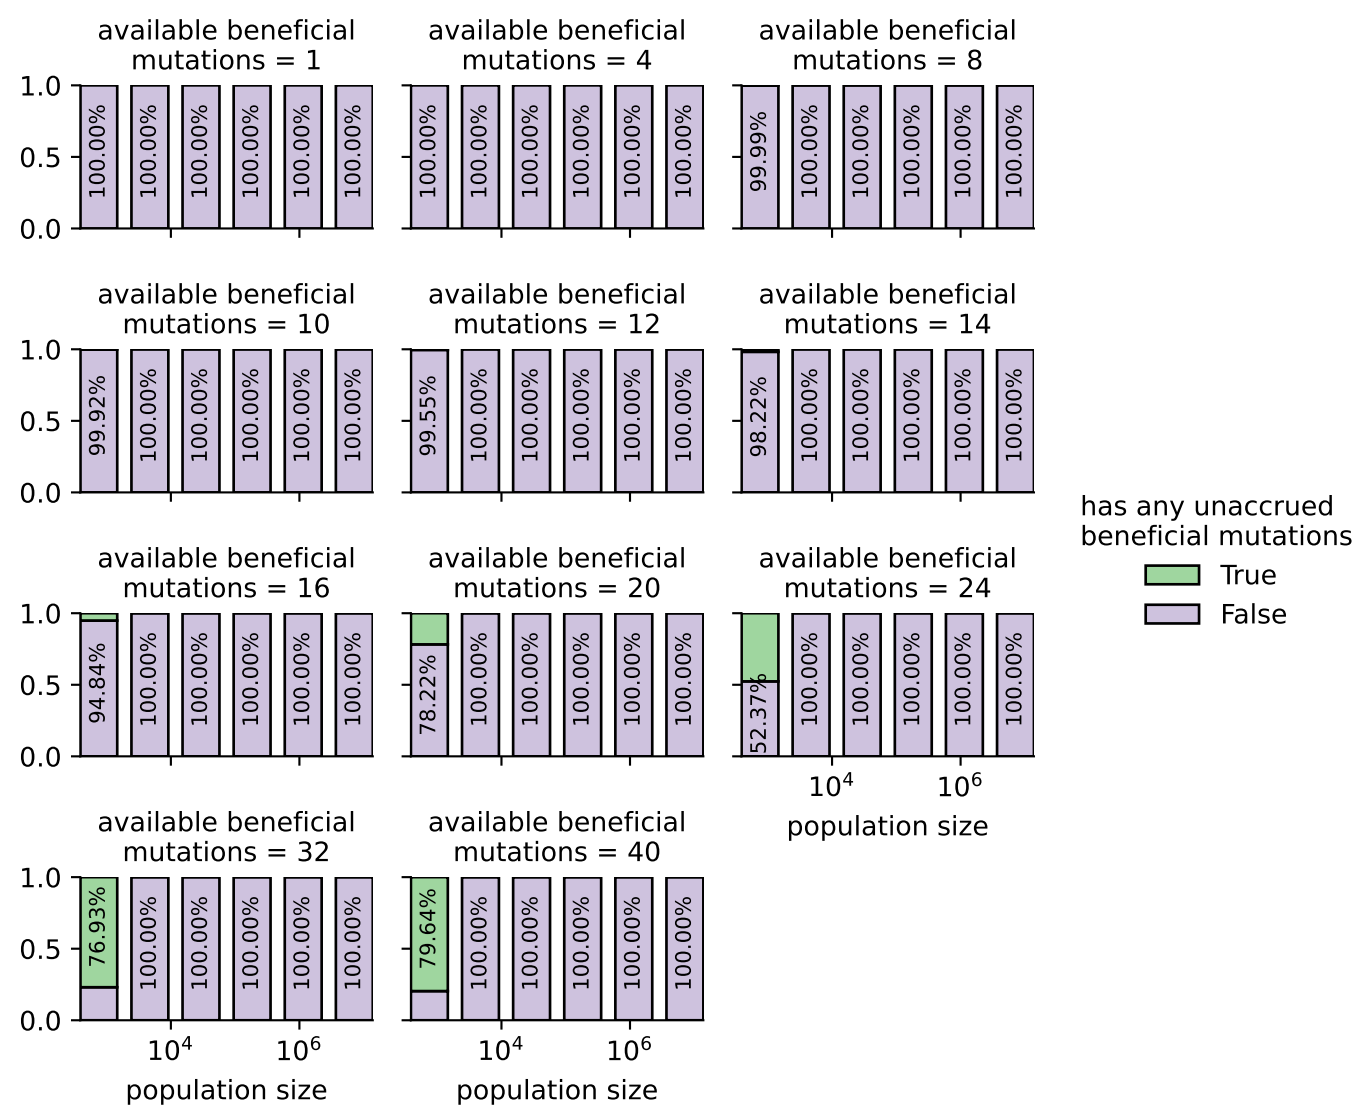 available beneficial
mutations = 1
available beneficial
mutations = 4
available beneficial
mutations = 8
1.0
0.5
0.0
100.00%
100.00%
100.00%
100.00%
100.00%
100.00%
100.00%
100.00%
100.00%
100.00%
100.00%
100.00%
99.99%
100.00%
100.00%
100.00%
100.00%
100.00%
available beneficial
mutations = 10
available beneficial
mutations = 12
available beneficial
mutations = 14
1.0
0.5
0.0
99.92%
100.00%
100.00%
100.00%
100.00%
100.00%
99.55%
100.00%
100.00%
100.00%
100.00%
100.00%
98.22%
100.00%
100.00%
100.00%
100.00%
100.00%
has any unaccrued
beneficial mutations
True
False
available beneficial
mutations = 16
available beneficial
mutations = 20
available beneficial
mutations = 24
1.0
0.5
0.0
94.84%
100.00%
100.00%
100.00%
100.00%
100.00%
78.22%
100.00%
100.00%
100.00%
100.00%
100.00%
52.37%
100.00%
100.00%
100.00%
100.00%
100.00%
10⁴
10⁶
population size
available beneficial
mutations = 32
available beneficial
mutations = 40
1.0
0.5
0.0
76.93%
100.00%
100.00%
100.00%
100.00%
100.00%
79.64%
100.00%
100.00%
100.00%
100.00%
100.00%
10⁴
10⁶
10⁴
10⁶
population size
population size